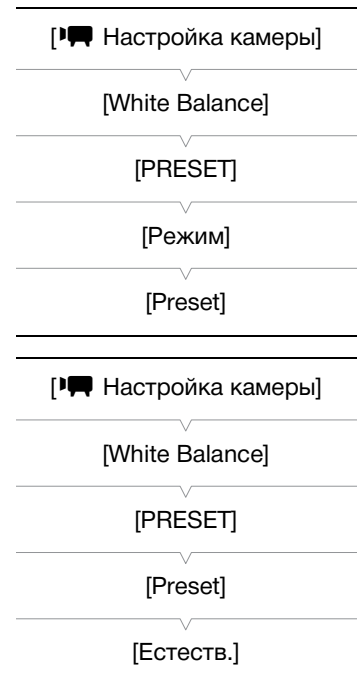 [ Настройка камеры]
[White Balance]
[PRESET]
[Режим]
[Preset]
[ Настройка камеры]
[White Balance]
[PRESET]
[Preset]
[Естеств.]